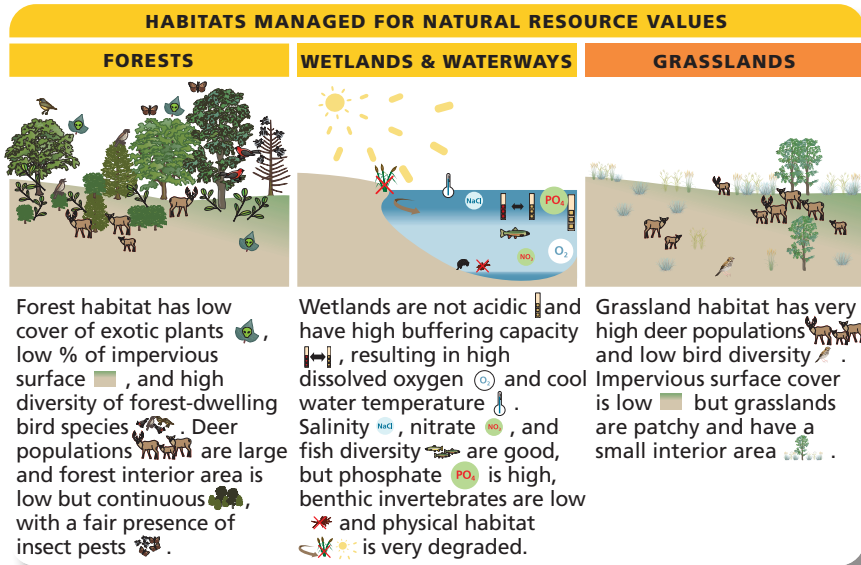 HABITATS MANAGED FOR NATURAL RESOURCE VALUES
FORESTS
WETLANDS & WATERWAYS
GRASSLANDS
NaCl
PO₄
NO₃
O₂
Forest habitat has low
cover of exotic plants ,
low % of impervious
surface , and high
diversity of forest-dwelling
bird species . Deer
populations are large
and forest interior area is
low but continuous ,
with a fair presence of
insect pests .
Wetlands are not acidic and
have high buffering capacity
, resulting in high
dissolved oxygen O₂ and cool
water temperature .
Salinity NaCl , nitrate NO₃ , and
fish diversity are good,
but phosphate PO₄ is high,
benthic invertebrates are low
and physical habitat
is very degraded.
Grassland habitat has very
high deer populations
and low bird diversity .
Impervious surface cover
is low but grasslands
are patchy and have a
small interior area .